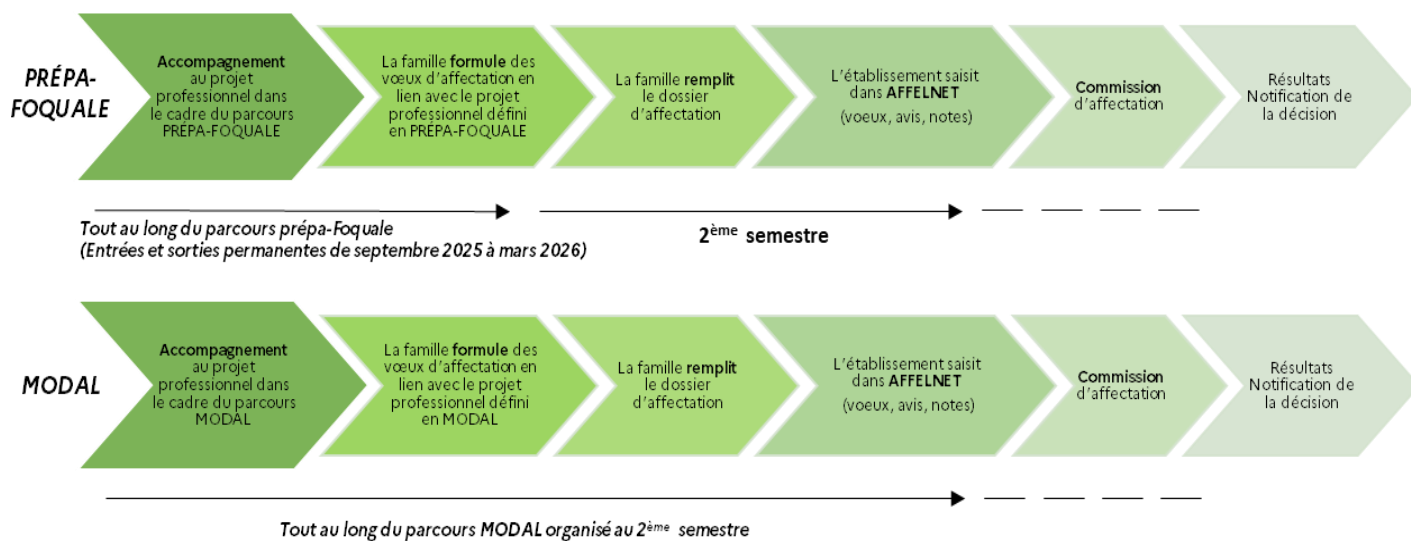 PRÉPA-
FOQUALE
Accompagnement
au projet
professionnel dans
le cadre du parcours
PRÉPA-FOQUALE
La famille formule des
vœux d'affectation en
lien avec le projet
professionnel défini
en PRÉPA-FOQUALE
La famille remplit
le dossier
d'affectation
L'établissement saisit
dans AFFELNET
(voeux, avis, notes)
Commission
d'affectation
Résultats
Notification de
la décision
Tout au long du parcours prépa-Foquale
(Entrées et sorties permanentes de septembre 2025 à mars 2026)
2ème semestre
MODAL
Accompagnement
au projet
professionnel dans
le cadre du parcours
MODAL
La famille formule des
vœux d'affectation en
lien avec le projet
professionnel défini
en MODAL
La famille remplit
le dossier
d'affectation
L'établissement saisit
dans AFFELNET
(voeux, avis, notes)
Commission
d'affectation
Résultats
Notification de
la décision
Tout au long du parcours MODAL organisé au 2ème semestre